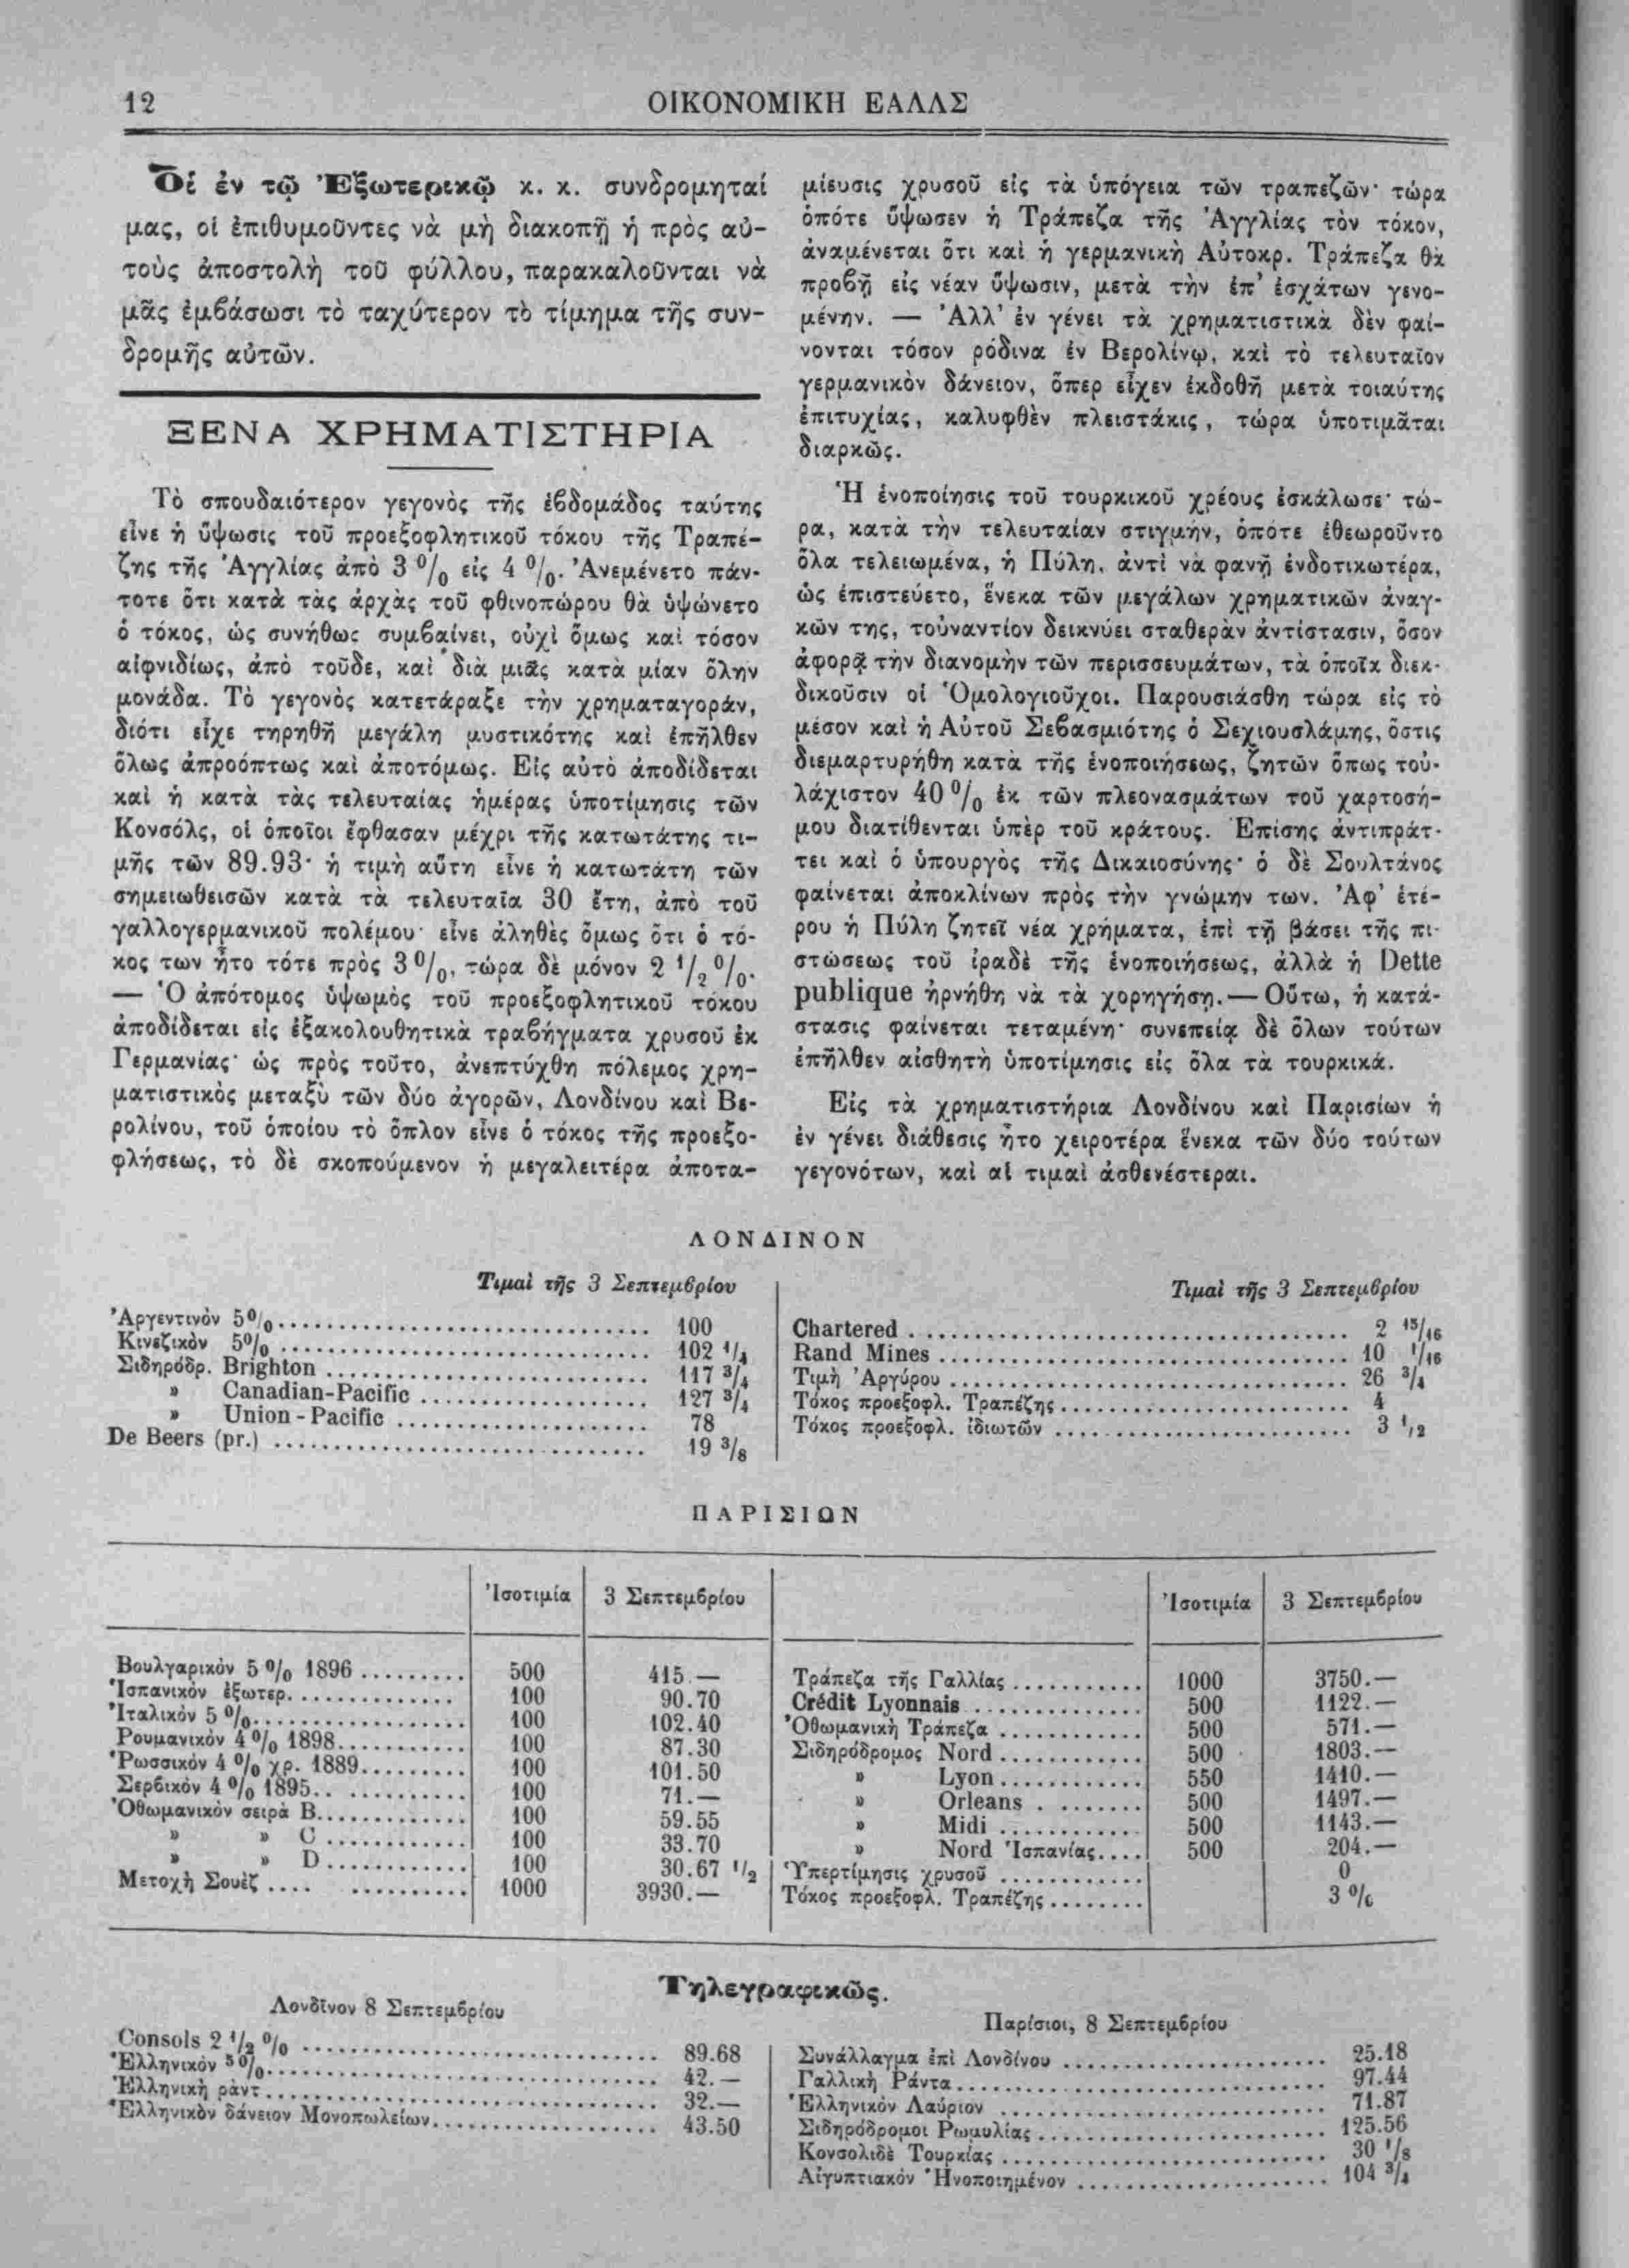 12
ΟΙΚΟΝΟΜΙΚΗ ΕΛΛΑΣ
Οἱ ἐν τῷ Ἐξωτερικῷ κ. κ. συνδρομηταί
μας, οἱ ἐπιθυμοῦντες νὰ μὴ διακοπῇ ἡ πρὸς αὐ-
τοὺς ἀποστολὴ τοῦ φύλλου, παρακαλοῦνται νὰ
μᾶς ἐμβάσωσι τὸ ταχύτερον τὸ τίμημα τῆς συν-
δρομῆς αὐτῶν.
ΞΕΝΑ ΧΡΗΜΑΤΙΣΤΗΡΙΑ
Τὸ σπουδαιότερον γεγονὸς τῆς ἑβδομάδος ταύτης
εἶνε ἡ ὕψωσις τοῦ προεξοφλητικοῦ τόκου τῆς Τραπέ-
ζης τῆς Ἀγγλίας ἀπὸ 3 % εἰς 4 %. Ἀνεμένετο πάν-
τοτε ὅτι κατὰ τὰς ἀρχὰς τοῦ φθινοπώρου θὰ ὑψώνετο
ὁ τόκος, ὡς συνήθως συμβαίνει, οὐχὶ ὅμως καὶ τόσον
αἰφνιδίως, ἀπὸ τοῦδε, καὶ διὰ μιᾶς κατὰ μίαν ὅλην
μονάδα. Τὸ γεγονὸς κατετάραξε τὴν χρηματαγοράν,
διότι εἶχε τηρηθῆ μεγάλη μυστικότης καὶ ἐπῆλθεν
ὅλως ἀπροόπτως καὶ ἀποτόμως. Εἰς αὐτὸ ἀποδίδεται
καὶ ἡ κατὰ τὰς τελευταίας ἡμέρας ὑποτίμησις τῶν
Κονσόλς, οἱ ὁποῖοι ἔφθασαν μέχρι τῆς κατωτάτης τι-
μῆς τῶν 89.93· ἡ τιμὴ αὕτη εἶνε ἡ κατωτάτη τῶν
σημειωθεισῶν κατὰ τὰ τελευταῖα 30 ἔτη, ἀπὸ τοῦ
γαλλογερμανικοῦ πολέμου· εἶνε ἀληθὲς ὅμως ὅτι ὁ τό-
κος των ἦτο τότε πρὸς 3 %, τώρα δὲ μόνον 2 1/2 %.
— Ὁ ἀπότομος ὑψωμὸς τοῦ προεξοφλητικοῦ τόκου
ἀποδίδεται εἰς ἐξακολουθητικὰ τραβήγματα χρυσοῦ ἐκ
Γερμανίας· ὡς πρὸς τοῦτο, ἀνεπτύχθη πόλεμος χρη-
ματιστικὸς μεταξὺ τῶν δύο ἀγορῶν, Λονδίνου καὶ Βε-
ρολίνου, τοῦ ὁποίου τὸ ὅπλον εἶνε ὁ τόκος τῆς προεξο-
φλήσεως, τὸ δὲ σκοπούμενον ἡ μεγαλειτέρα ἀποτα-
μίευσις χρυσοῦ εἰς τὰ ὑπόγεια τῶν τραπεζῶν· τώρα
ὁπότε ὕψωσεν ἡ Τράπεζα τῆς Ἀγγλίας τὸν τόκον,
ἀναμένεται ὅτι καὶ ἡ γερμανικὴ Αὐτοκρ. Τράπεζα θὰ
προβῇ εἰς νέαν ὕψωσιν, μετὰ τὴν ἐπ' ἐσχάτων γενο-
μένην. — Ἀλλ' ἐν γένει τὰ χρηματιστικὰ δὲν φαί-
νονται τόσον ρόδινα ἐν Βερολίνῳ, καὶ τὸ τελευταῖον
γερμανικὸν δάνειον, ὅπερ εἶχεν ἐκδοθῆ μετὰ τοιαύτης
ἐπιτυχίας, καλυφθὲν πλειστάκις, τώρα ὑποτιμᾶται
διαρκῶς.
Ἡ ἑνοποίησις τοῦ τουρκικοῦ χρέους ἐσκάλωσε· τώ-
ρα, κατὰ τὴν τελευταίαν στιγμήν, ὁπότε ἐθεωροῦντο
ὅλα τελειωμένα, ἡ Πύλη, ἀντὶ νὰ φανῇ ἐνδοτικωτέρα,
ὡς ἐπιστεύετο, ἕνεκα τῶν μεγάλων χρηματικῶν ἀναγ-
κῶν της, τοὐναντίον δεικνύει σταθερὰν ἀντίστασιν, ὅσον
ἀφορᾷ τὴν διανομὴν τῶν περισσευμάτων, τὰ ὁποῖα διεκ-
δικοῦσιν οἱ Ὁμολογιοῦχοι. Παρουσιάσθη τώρα εἰς τὸ
μέσον καὶ ἡ Αὐτοῦ Σεβασμιότης ὁ Σεχιουσλάμης, ὅστις
διεμαρτυρήθη κατὰ τῆς ἑνοποιήσεως, ζητῶν ὅπως τοὐ-
λάχιστον 40 % ἐκ τῶν πλεονασμάτων τοῦ χαρτοσή-
μου διατίθενται ὑπὲρ τοῦ κράτους. Ἐπίσης ἀντιπράτ-
τει καὶ ὁ ὑπουργὸς τῆς Δικαιοσύνης· ὁ δὲ Σουλτάνος
φαίνεται ἀποκλίνων πρὸς τὴν γνώμην των. Ἀφ' ἑτέ-
ρου ἡ Πύλη ζητεῖ νέα χρήματα, ἐπὶ τῇ βάσει τῆς πι-
στώσεως τοῦ ἰραδὲ τῆς ἑνοποιήσεως, ἀλλὰ ἡ Dette
publique ἠρνήθη νὰ τὰ χορηγήσῃ.— Οὕτω, ἡ κατά-
στασις φαίνεται τεταμένη· συνεπείᾳ δὲ ὅλων τούτων
ἐπῆλθεν αἰσθητὴ ὑποτίμησις εἰς ὅλα τὰ τουρκικά.
Εἰς τὰ χρηματιστήρια Λονδίνου καὶ Παρισίων ἡ
ἐν γένει διάθεσις ἦτο χειροτέρα ἕνεκα τῶν δύο τούτων
γεγονότων, καὶ αἱ τιμαὶ ἀσθενέστεραι.
ΛΟΝΔΙΝΟΝ
Τιμαὶ τῆς 3 Σεπτεμβρίου
Ἀργεντινὸν 5% 100
Κινεζικὸν 5% 102 1/4
Σιδηρόδρ. Brighton 117 3/4
» Canadian-Pacific 127 3/4
» Union - Pacific 78
De Beers (pr.) 19 3/8
Τιμαὶ τῆς 3 Σεπτεμβρίου
Chartered 2 15/16
Rand Mines 10 1/16
Τιμὴ Ἀργύρου 26 3/4
Τόκος προεξοφλ. Τραπέζης 4
Τόκος προεξοφλ. ἰδιωτῶν 3 1/2
ΠΑΡΙΣΙΩΝ
Ἰσοτιμία 3 Σεπτεμβρίου
Βουλγαρικὸν 5 % 1896 500 415 —
Ἰσπανικὸν ἐξωτερ. 100 90.70
Ἰταλικὸν 5 % 100 102.40
Ρουμανικὸν 4 % 1898 100 87.30
Ῥωσσικὸν 4 % χρ. 1889 100 101.50
Σερβικὸν 4 % 1895 100 71.—
Ὀθωμανικὸν σειρὰ B 100 59.55
» » C 100 33.70
» » D 100 30.67 1/2
Μετοχὴ Σουὲζ 1000 3930.—
Ἰσοτιμία 3 Σεπτεμβρίου
Τράπεζα τῆς Γαλλίας 1000 3750.—
Crédit Lyonnais 500 1122.—
Ὀθωμανικὴ Τράπεζα 500 571.—
Σιδηρόδρομος Nord 500 1803.—
» Lyon 550 1410.—
» Orleans 500 1497.—
» Midi 500 1143.—
» Nord Ἰσπανίας 500 204.—
Ὑπερτίμησις χρυσοῦ 0
Τόκος προεξοφλ. Τραπέζης 3 %
Τηλεγραφικῶς.
Λονδῖνον 8 Σεπτεμβρίου
Consols 2 1/2 % 89.68
Ἑλληνικὸν 5 % 42.—
Ἑλληνικὴ ρὰντ 32.—
Ἑλληνικὸν δάνειον Μονοπωλείων 43.50
Παρίσιοι, 8 Σεπτεμβρίου
Συνάλλαγμα ἐπὶ Λονδίνου 25.18
Γαλλικὴ Ράντα 97.44
Ἑλληνικὸν Λαύριον 71.87
Σιδηρόδρομοι Ρωμυλίας 125.56
Κονσολιδὲ Τουρκίας 30 1/8
Αἰγυπτιακὸν Ἡνοποιημένον 104 3/4